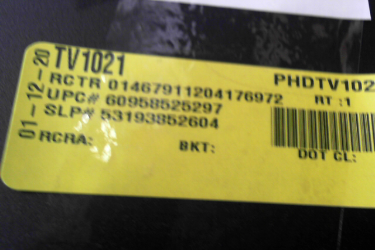 TV1021
PHDTV102
RCTR 01467911204176972 RT :1
UPC# 60958525297
SLP# 53193852604
01-12-20
RCRA: BKT: DOT CL: